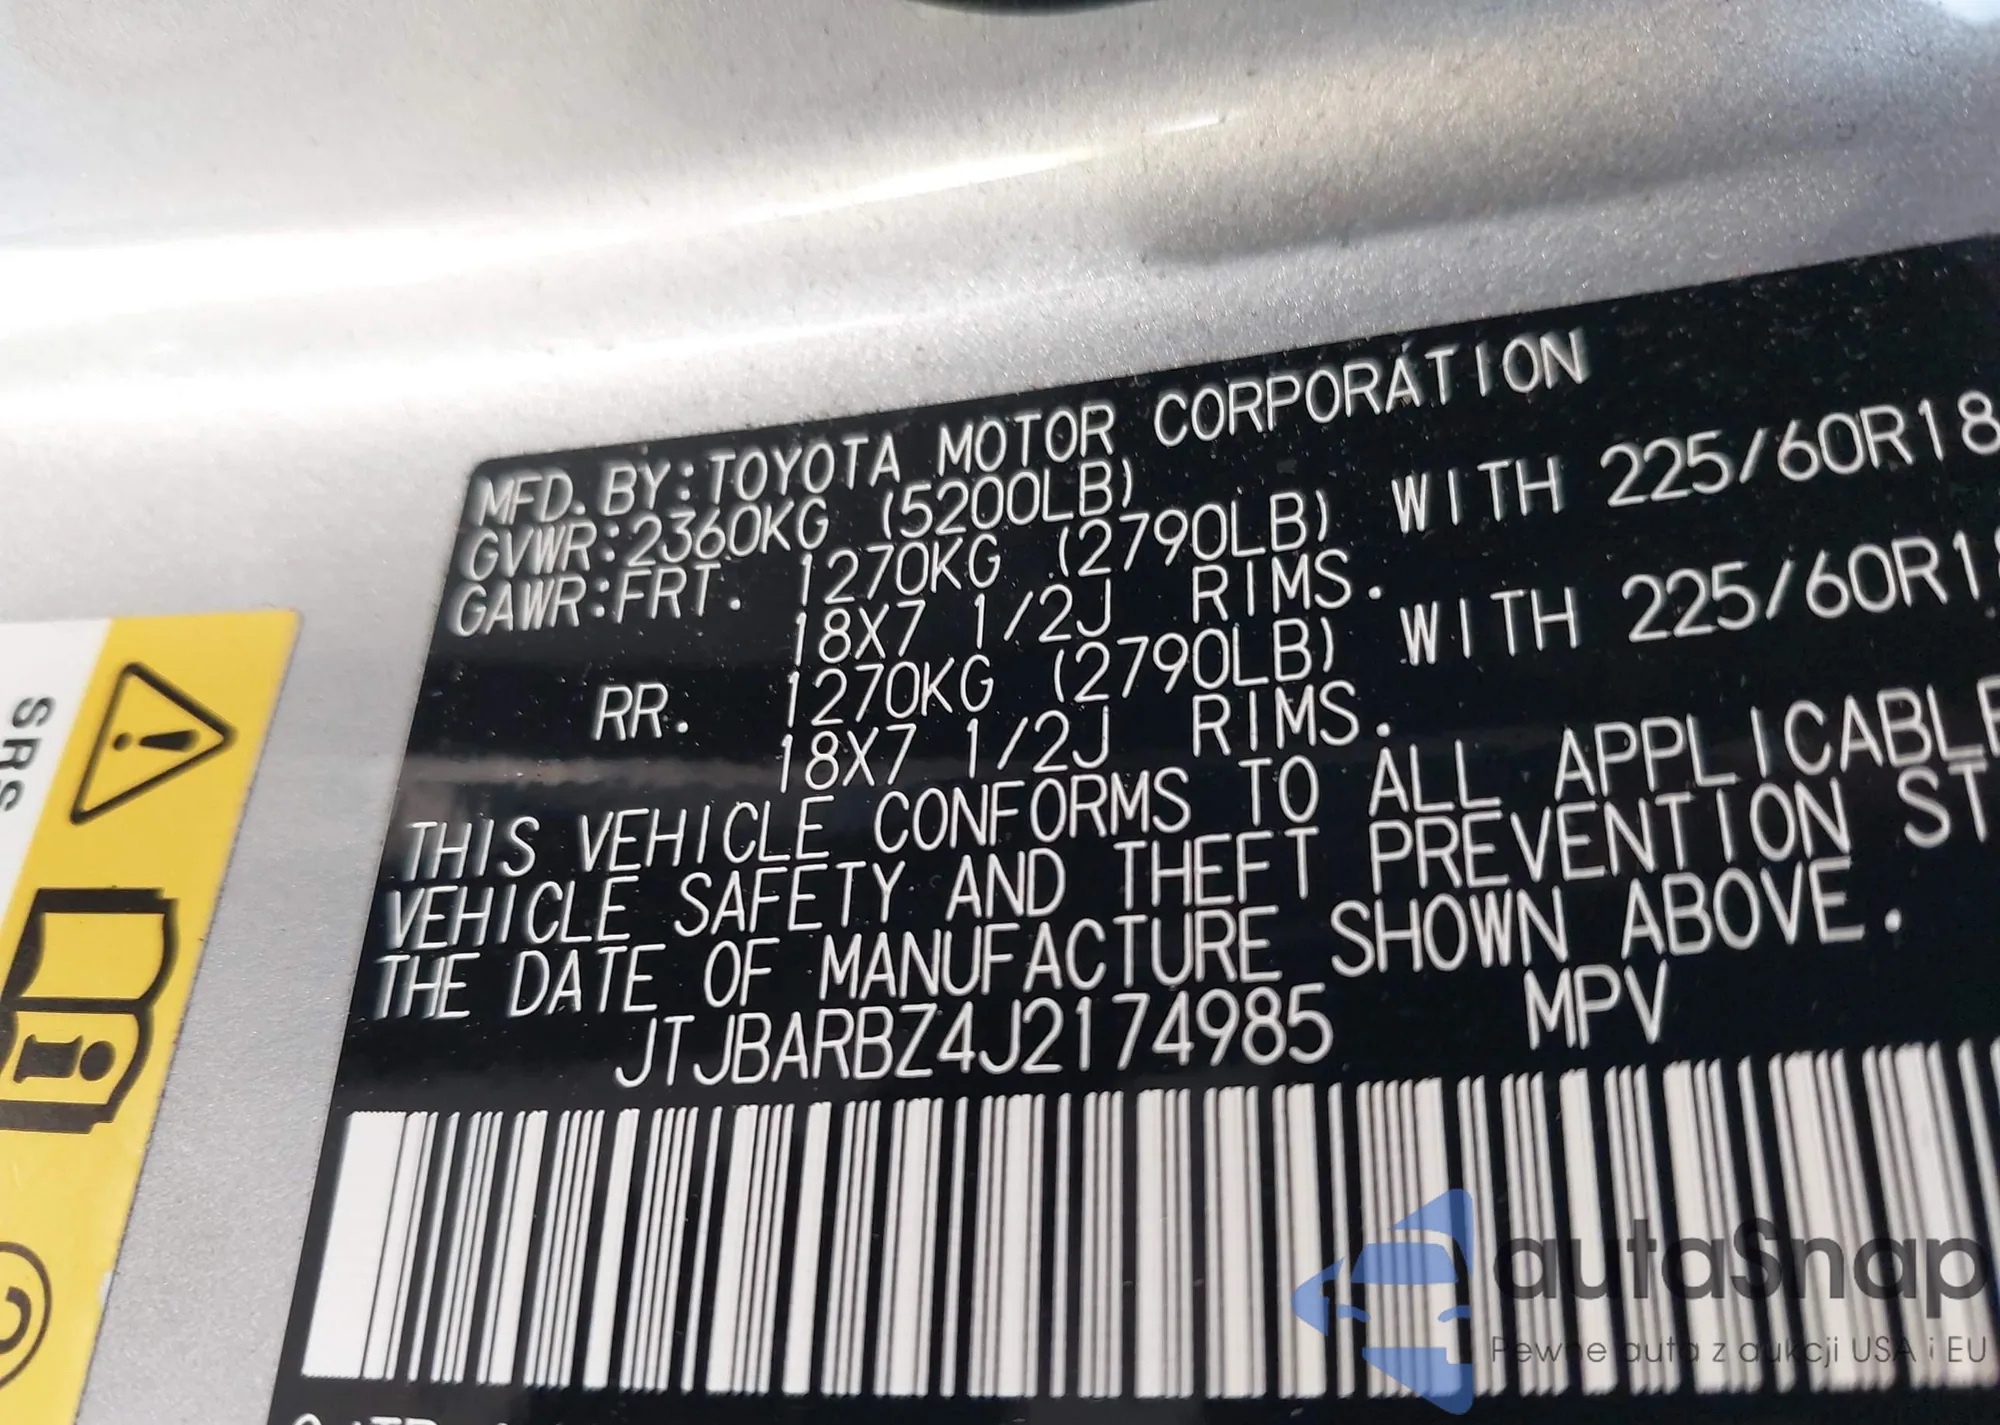 MFD. BY: TOYOTA MOTOR CORPORATION
GVWR: 2360KG (5200LB)
GAWR: FRT. 1270KG (2790LB) WITH 225/60R18
18X7 1/2J RIMS.
RR. 1270KG (2790LB) WITH 225/60R18
18X7 1/2J RIMS.
THIS VEHICLE CONFORMS TO ALL APPLICABLE
VEHICLE SAFETY AND THEFT PREVENTION ST
THE DATE OF MANUFACTURE SHOWN ABOVE.
JTJBARBZ4J2174985 MPV
SRS
autaSnap
Pewne auta z aukcji USA i EU